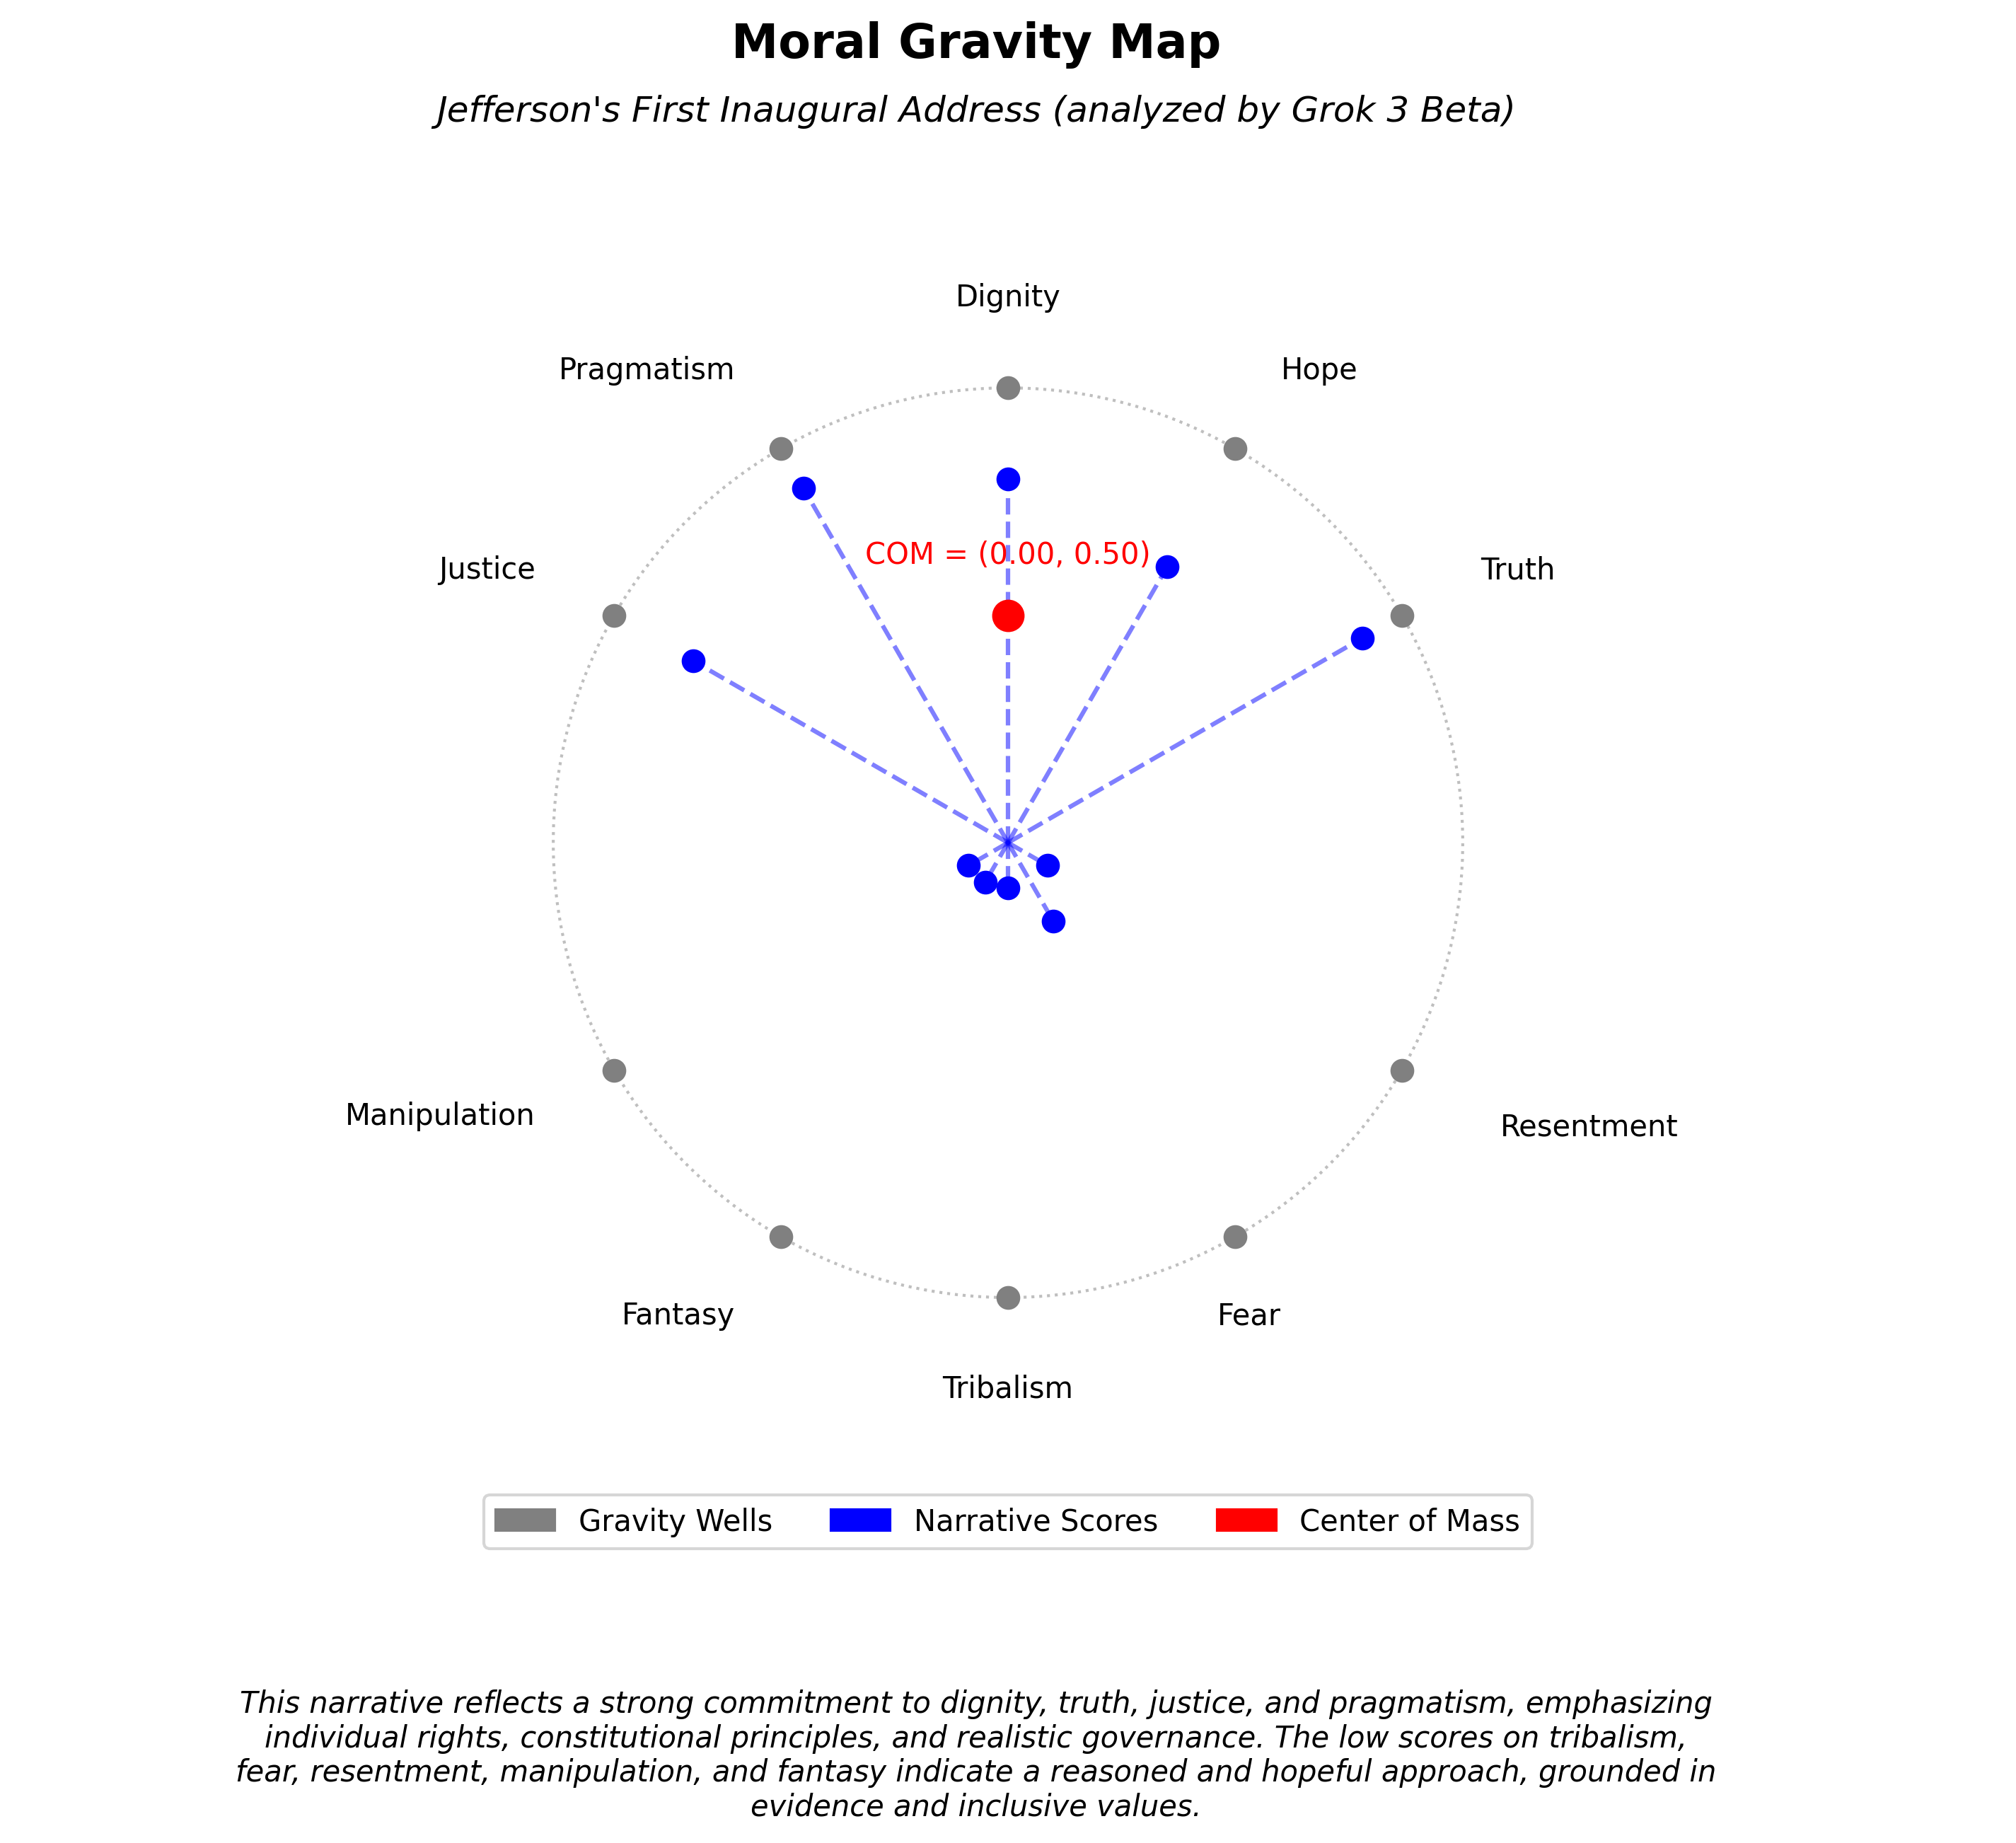 Moral Gravity Map
Jefferson's First Inaugural Address (analyzed by Grok 3 Beta)
Dignity
Pragmatism
Hope
COM = (0.00, 0.50)
Justice
Truth
Manipulation
Resentment
Fantasy
Fear
Tribalism
Gravity Wells
Narrative Scores
Center of Mass
This narrative reflects a strong commitment to dignity, truth, justice, and pragmatism, emphasizing
individual rights, constitutional principles, and realistic governance. The low scores on tribalism,
fear, resentment, manipulation, and fantasy indicate a reasoned and hopeful approach, grounded in
evidence and inclusive values.